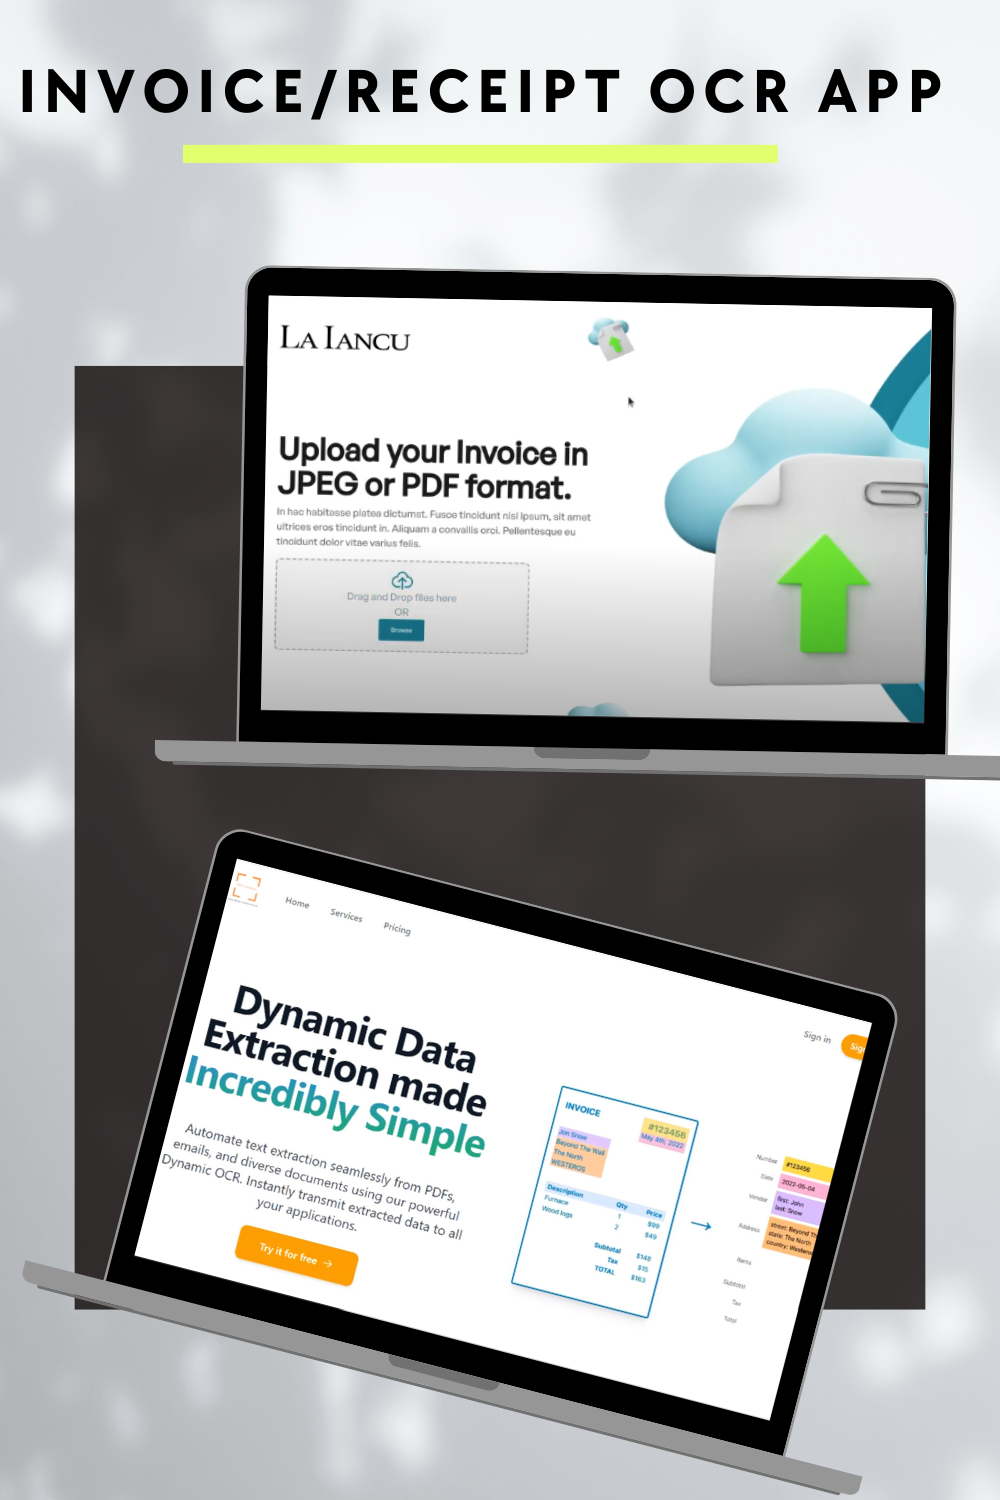 INVOICE/RECEIPT OCR APP
LA IANCU
Upload your Invoice in
JPEG or PDF format.
In hac habitasse platea dictumst. Fusce tincidunt nisl ipsum, sit amet
ultrices eros tincidunt in. Aliquam a convallis orci. Pellentesque eu
tincidunt dolor vitae varius felis.
Drag and Drop files here
OR
Browse
Home Services Pricing
Sign in
Dynamic Data
Extraction made
Incredibly Simple
Automate text extraction seamlessly from PDFs,
emails, and diverse documents using our powerful
Dynamic OCR. Instantly transmit extracted data to all
your applications.
Try it for free →
INVOICE
#123456
May 4th, 2022
Jon Snow
Beyond The Wall
The North
WESTEROS
Description Qty Price
Furnace 1 $99
Wood logs 2 $49
Subtotal $148
Tax $15
TOTAL $163
→
Number #123456
Date 2022-05-04
Vendor first: John
last: Snow
Address street: Beyond Th
state: The North
country: Westeros
Items
Subtotal
Tax
Total